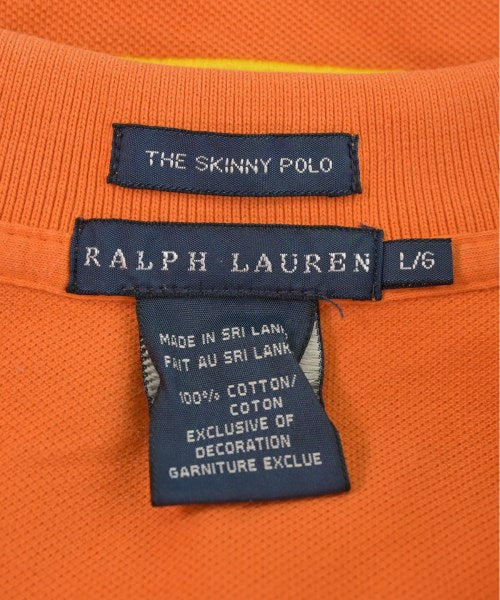 THE SKINNY POLO
RALPH LAUREN
L/G
MADE IN SRI LANK
FAIT AU SRI LANK
100% COTTON/
COTON
EXCLUSIVE OF
DECORATION
GARNITURE EXCLUE